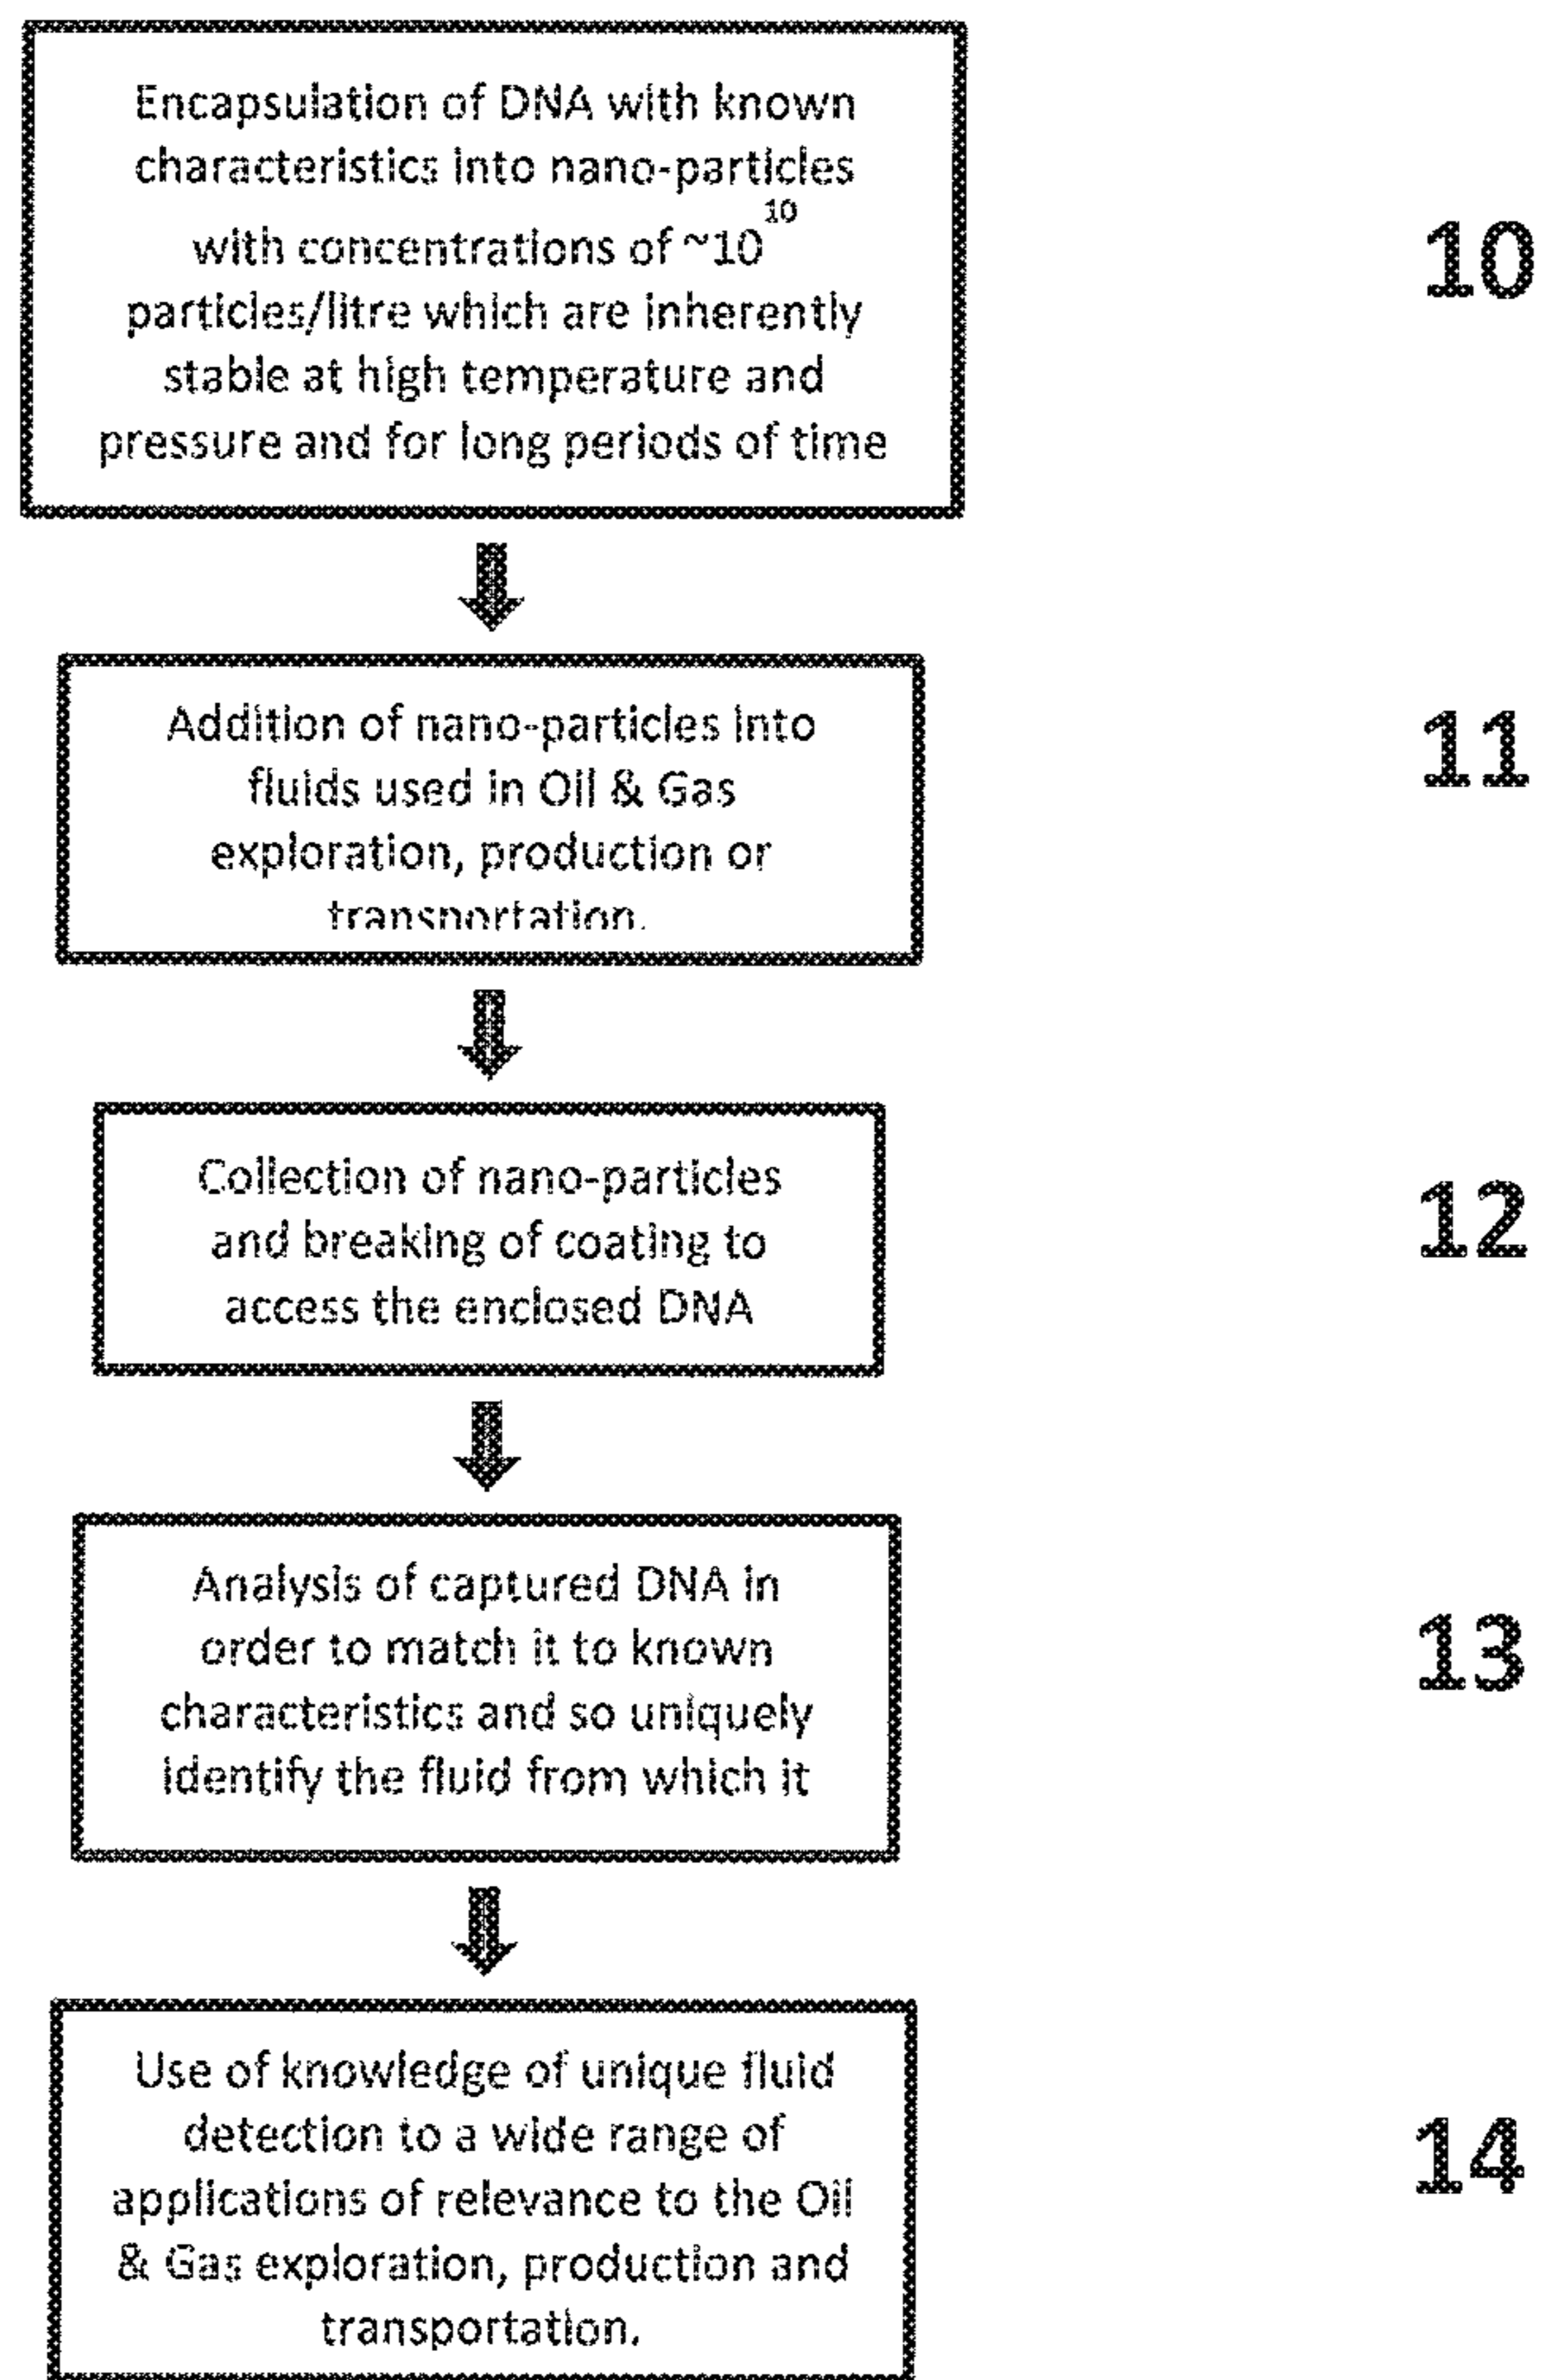 Encapsulation of DNA with known
characteristics into nano-particles
with concentrations of ~10^10
particles/litre which are inherently
stable at high temperature and
pressure and for long periods of time
10
Addition of nano-particles into
fluids used in Oil & Gas
exploration, production or
transportation.
11
Collection of nano-particles
and breaking of coating to
access the enclosed DNA
12
Analysis of captured DNA in
order to match it to known
characteristics and so uniquely
identify the fluid from which it
13
Use of knowledge of unique fluid
detection to a wide range of
applications of relevance to the Oil
& Gas exploration, production and
transportation.
14